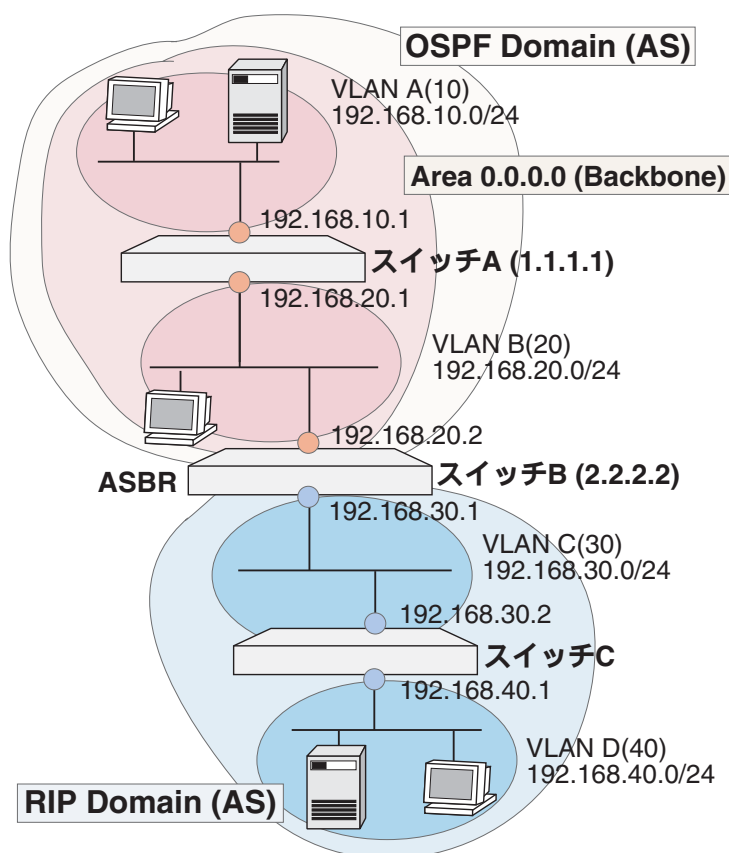 OSPF Domain (AS)
VLAN A(10)
192.168.10.0/24
Area 0.0.0.0 (Backbone)
192.168.10.1
スイッチA (1.1.1.1)
192.168.20.1
VLAN B(20)
192.168.20.0/24
192.168.20.2
ASBR
スイッチB (2.2.2.2)
192.168.30.1
VLAN C(30)
192.168.30.0/24
192.168.30.2
スイッチC
192.168.40.1
VLAN D(40)
192.168.40.0/24
RIP Domain (AS)